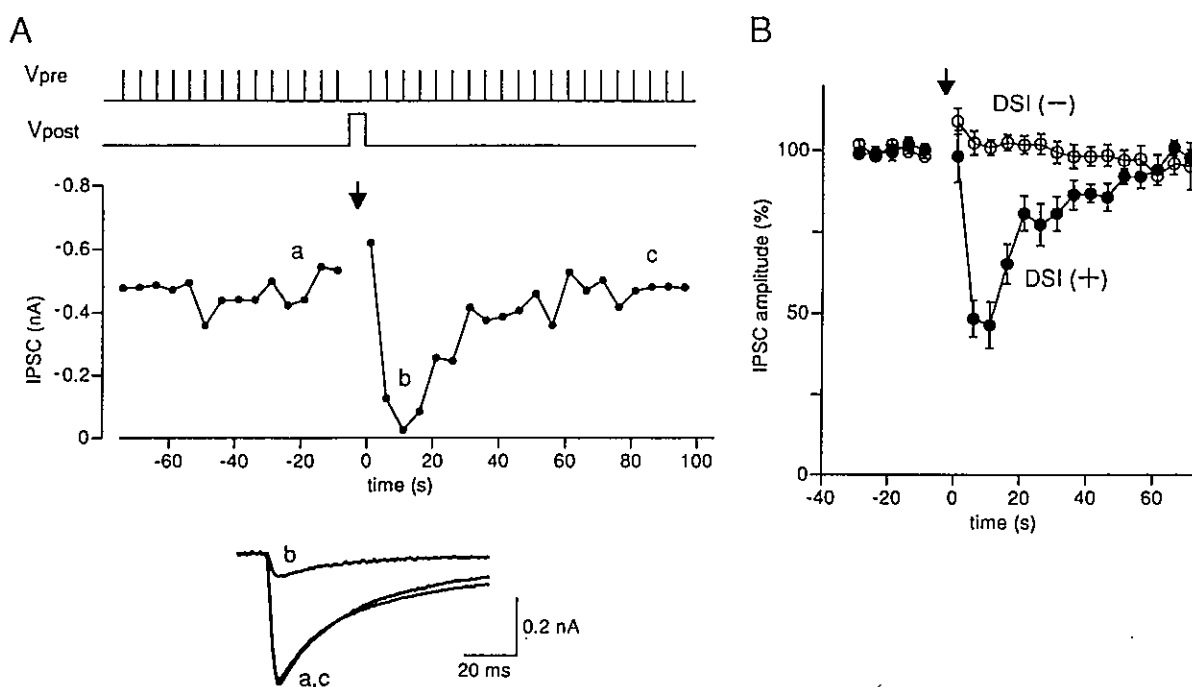 A
Vpre
Vpost
-0.8
-0.6
-0.4
-0.2
0
IPSC (nA)
a
b
c
-60 -40 -20 0 20 40 60 80 100
time (s)
b
a,c
0.2 nA
20 ms
B
DSI (−)
DSI (+)
100
50
0
IPSC amplitude (%)
-40 -20 0 20 40 60
time (s)